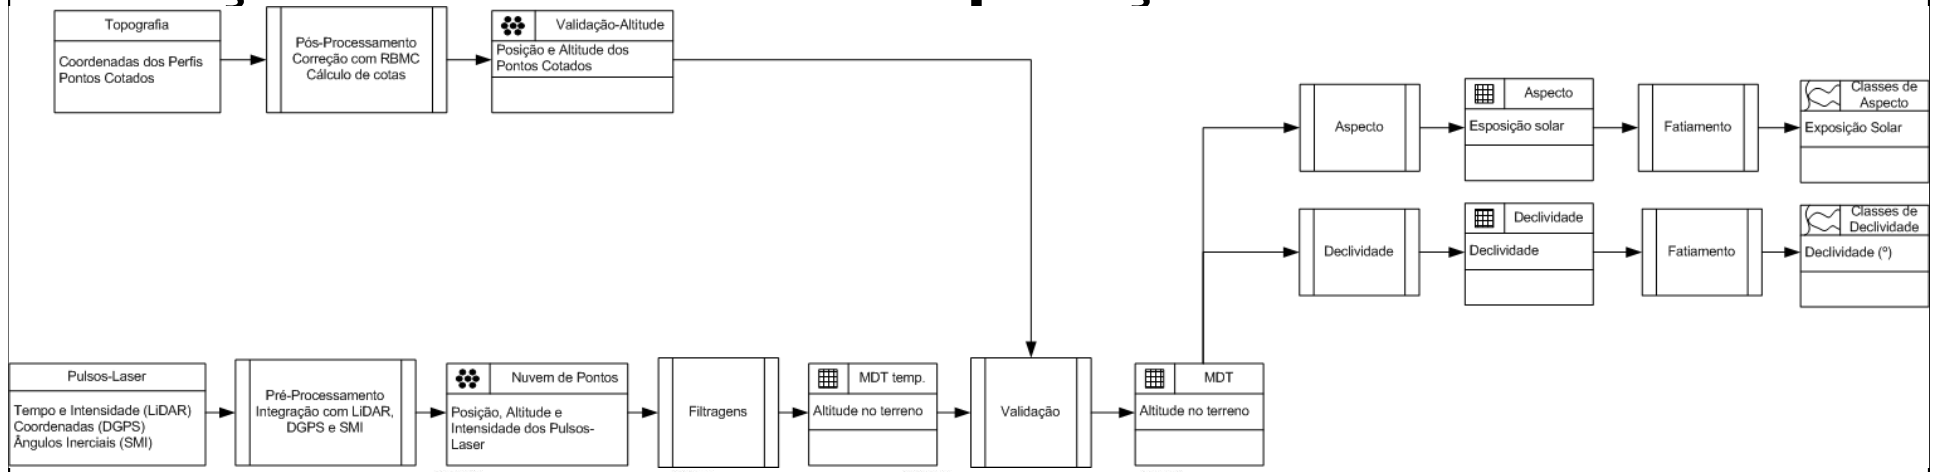 Topografia
Coordenadas dos Perfis
Pontos Cotados
Pós-Processamento
Correção com RBMC
Cálculo de cotas
Validação-Altitude
Posição e Altitude dos
Pontos Cotados
Aspecto
Aspecto
Esposição solar
Fatiamento
Classes de
Aspecto
Exposição Solar
Declividade
Declividade
Declividade
Fatiamento
Classes de
Declividade
Declividade (º)
Pulsos-Laser
Tempo e Intensidade (LiDAR)
Coordenadas (DGPS)
Ângulos Inerciais (SMI)
Pré-Processamento
Integração com LiDAR,
DGPS e SMI
Nuvem de Pontos
Posição, Altitude e
Intensidade dos Pulsos-
Laser
Filtragens
MDT temp.
Altitude no terreno
Validação
MDT
Altitude no terreno